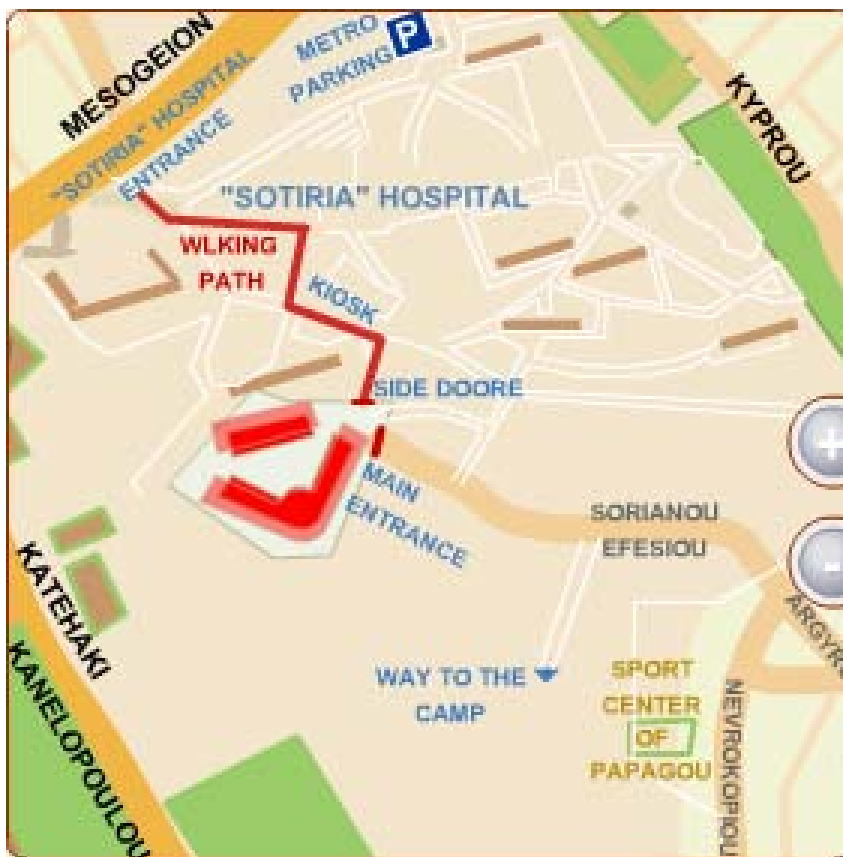 MESOGEION
METRO
PARKING
P
"SOTIRIA" HOSPITAL
ENTRANCE
KYPROU
"SOTIRIA" HOSPITAL
WLKING
PATH
KIOSK
SIDE DOORE
MAIN
ENTRANCE
+
SORIANOU
EFESIOU
-
KATEHAKI
KANELOPOULOU
WAY TO THE
CAMP
SPORT
CENTER
OF
PAPAGOU
NEVROKOPIOU